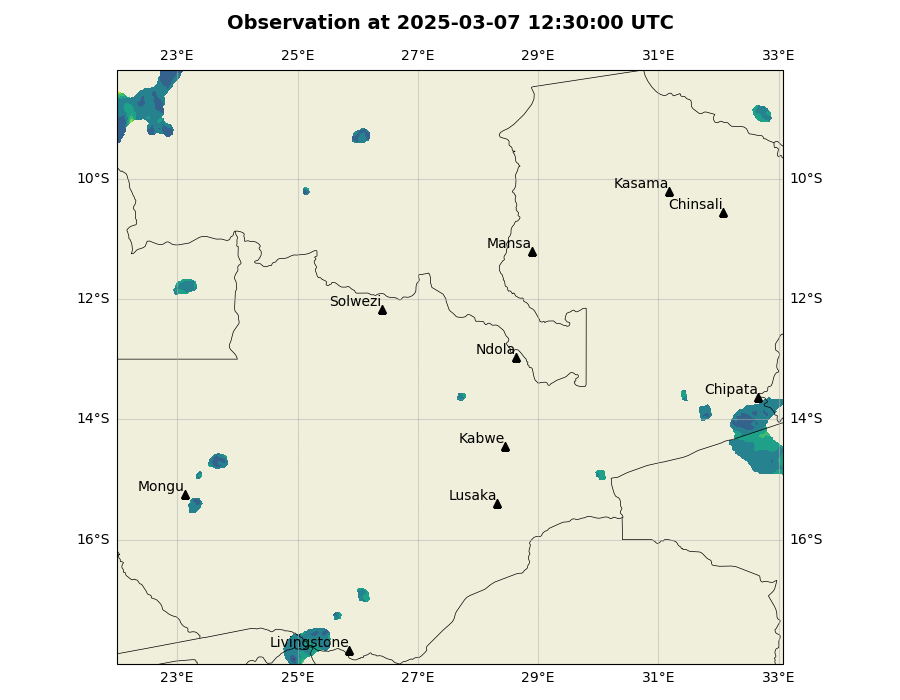 Observation at 2025-03-07 12:30:00 UTC
23°E 25°E 27°E 29°E 31°E 33°E
10°S 10°S
Kasama
Chinsali
Mansa
12°S 12°S
Solwezi
Ndola
Chipata
14°S 14°S
Kabwe
Mongu
Lusaka
16°S 16°S
Livingstone
23°E 25°E 27°E 29°E 31°E 33°E